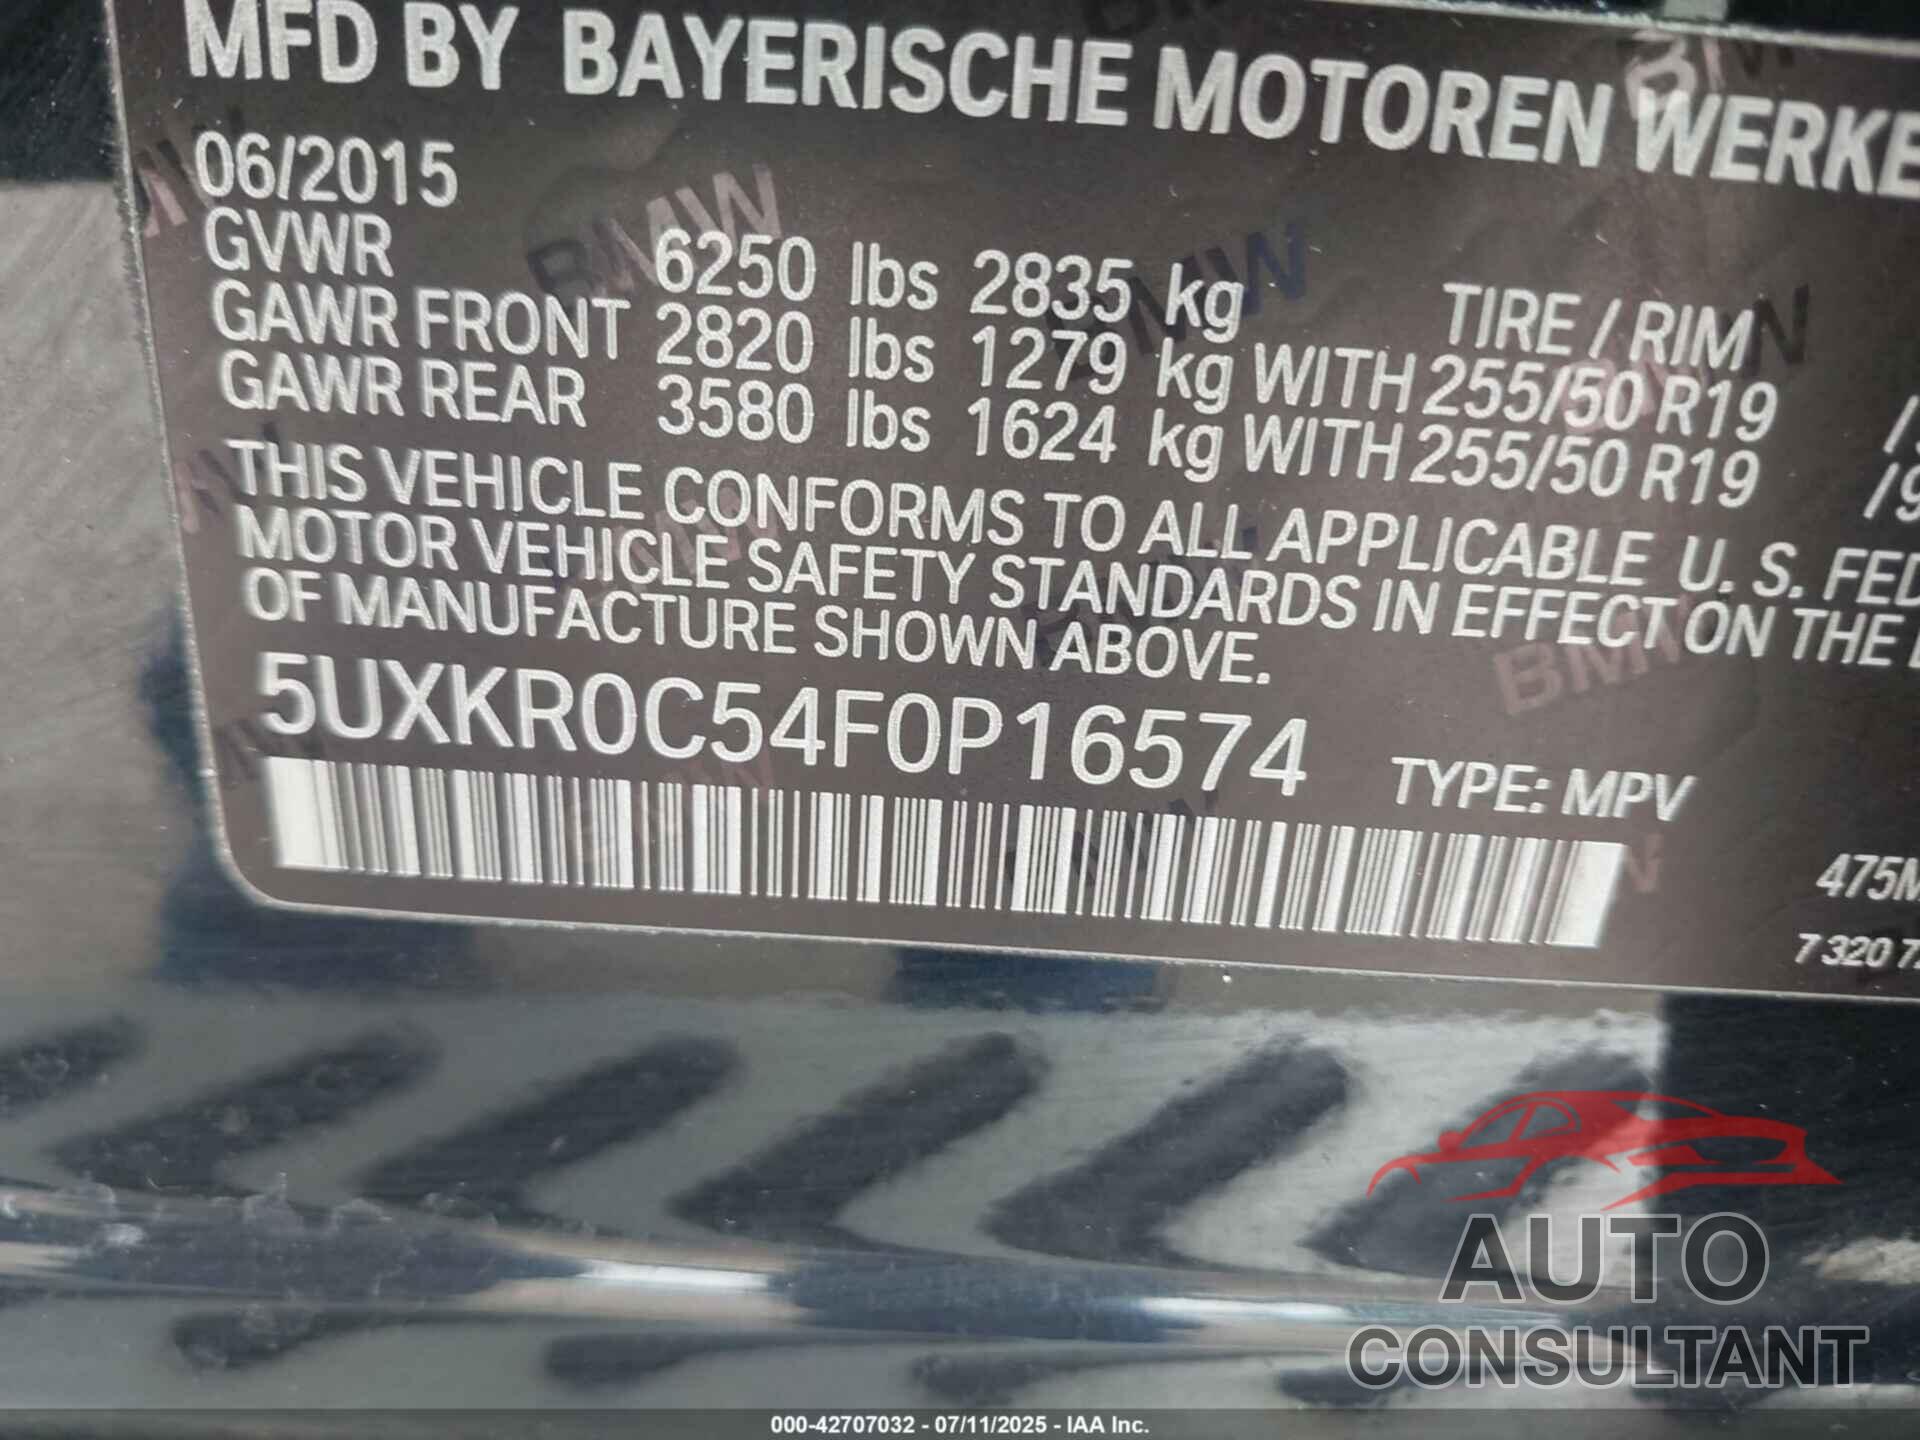 MFD BY BAYERISCHE MOTOREN WERKE
06/2015
GVWR 6250 lbs 2835 kg TIRE / RIM
GAWR FRONT 2820 lbs 1279 kg WITH 255/50 R19
GAWR REAR 3580 lbs 1624 kg WITH 255/50 R19 /9
THIS VEHICLE CONFORMS TO ALL APPLICABLE U. S. FED
MOTOR VEHICLE SAFETY STANDARDS IN EFFECT ON THE
OF MANUFACTURE SHOWN ABOVE.
5UXKR0C54F0P16574 TYPE: MPV
475M
7 320 7
AUTO
CONSULTANT
000-42707032 - 07/11/2025 - IAA Inc.